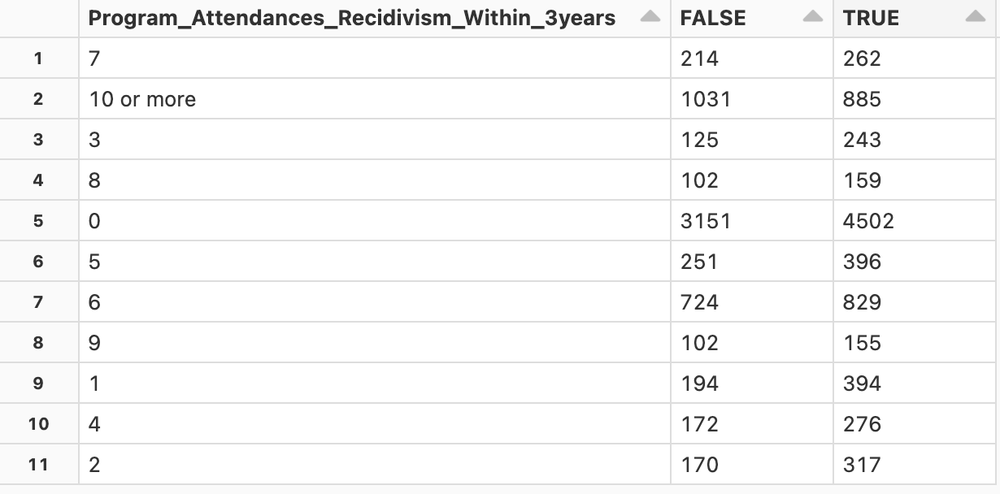 Program_Attendances_Recidivism_Within_3years FALSE TRUE
1 7 214 262
2 10 or more 1031 885
3 3 125 243
4 8 102 159
5 0 3151 4502
6 5 251 396
7 6 724 829
8 9 102 155
9 1 194 394
10 4 172 276
11 2 170 317